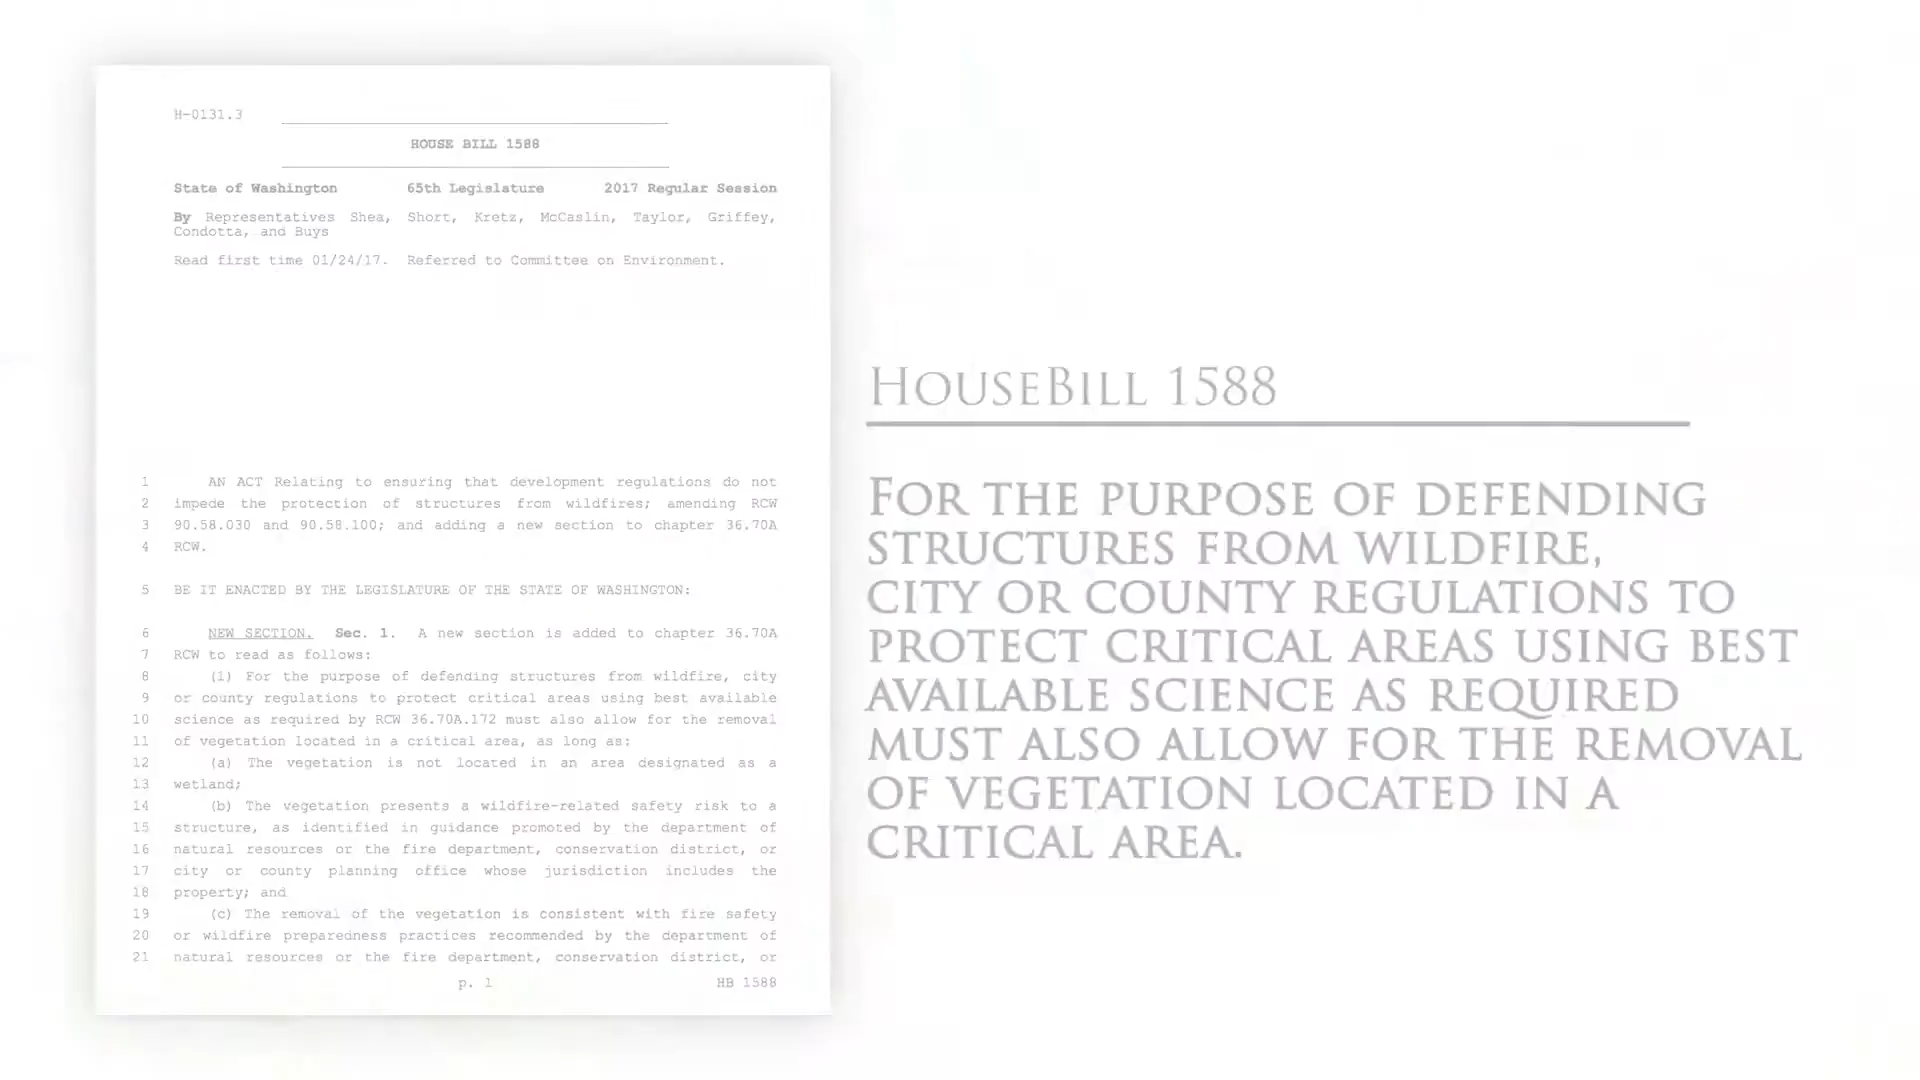 H-0131.3
HOUSE BILL 1588
State of Washington 65th Legislature 2017 Regular Session
By Representatives Shea, Short, Kretz, McCaslin, Taylor, Griffey,
Condotta, and Buys
Read first time 01/24/17. Referred to Committee on Environment.
1 AN ACT Relating to ensuring that development regulations do not
2 impede the protection of structures from wildfires; amending RCW
3 90.58.030 and 90.58.100; and adding a new section to chapter 36.70A
4 RCW.
5 BE IT ENACTED BY THE LEGISLATURE OF THE STATE OF WASHINGTON:
6 NEW SECTION. Sec. 1. A new section is added to chapter 36.70A
7 RCW to read as follows:
8 (1) For the purpose of defending structures from wildfire, city
9 or county regulations to protect critical areas using best available
10 science as required by RCW 36.70A.172 must also allow for the removal
11 of vegetation located in a critical area, as long as:
12 (a) The vegetation is not located in an area designated as a
13 wetland;
14 (b) The vegetation presents a wildfire-related safety risk to a
15 structure, as identified in guidance promoted by the department of
16 natural resources or the fire department, conservation district, or
17 city or county planning office whose jurisdiction includes the
18 property; and
19 (c) The removal of the vegetation is consistent with fire safety
20 or wildfire preparedness practices recommended by the department of
21 natural resources or the fire department, conservation district, or
p. 1 HB 1588
HOUSEBILL 1588
FOR THE PURPOSE OF DEFENDING
STRUCTURES FROM WILDFIRE,
CITY OR COUNTY REGULATIONS TO
PROTECT CRITICAL AREAS USING BEST
AVAILABLE SCIENCE AS REQUIRED
MUST ALSO ALLOW FOR THE REMOVAL
OF VEGETATION LOCATED IN A
CRITICAL AREA.